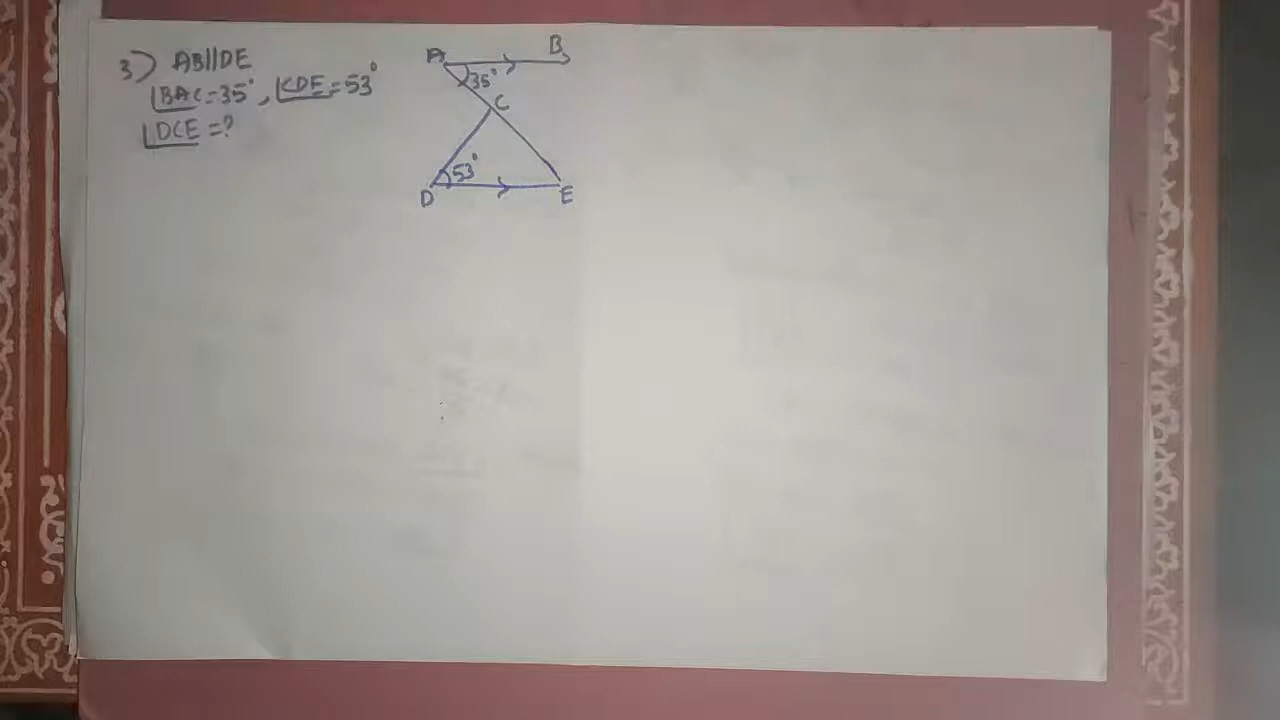 3) AB||DE
∠BAC=35°, ∠CDE=53°
∠DCE=?
A B
35°
C
53°
D E